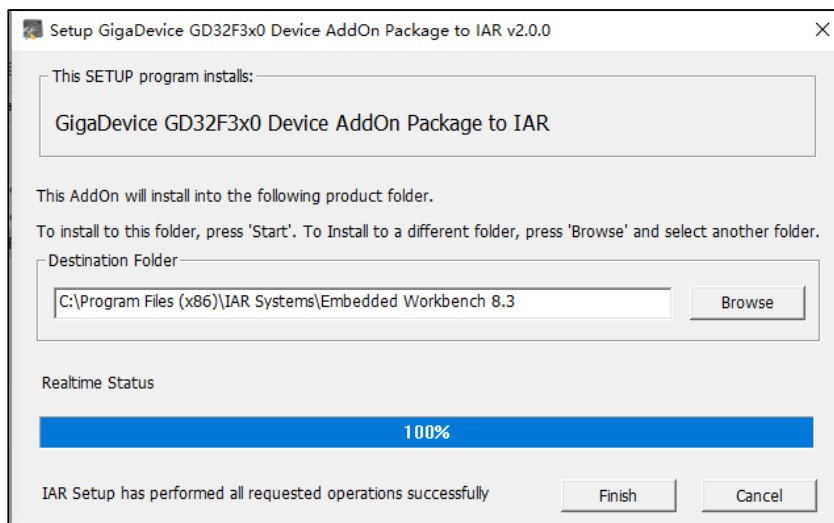 Setup GigaDevice GD32F3x0 Device AddOn Package to IAR v2.0.0
This SETUP program installs:
GigaDevice GD32F3x0 Device AddOn Package to IAR
This AddOn will install into the following product folder.
To install to this folder, press 'Start'. To Install to a different folder, press 'Browse' and select another folder.
Destination Folder
C:\Program Files (x86)\IAR Systems\Embedded Workbench 8.3
Browse
Realtime Status
100%
IAR Setup has performed all requested operations successfully
Finish
Cancel